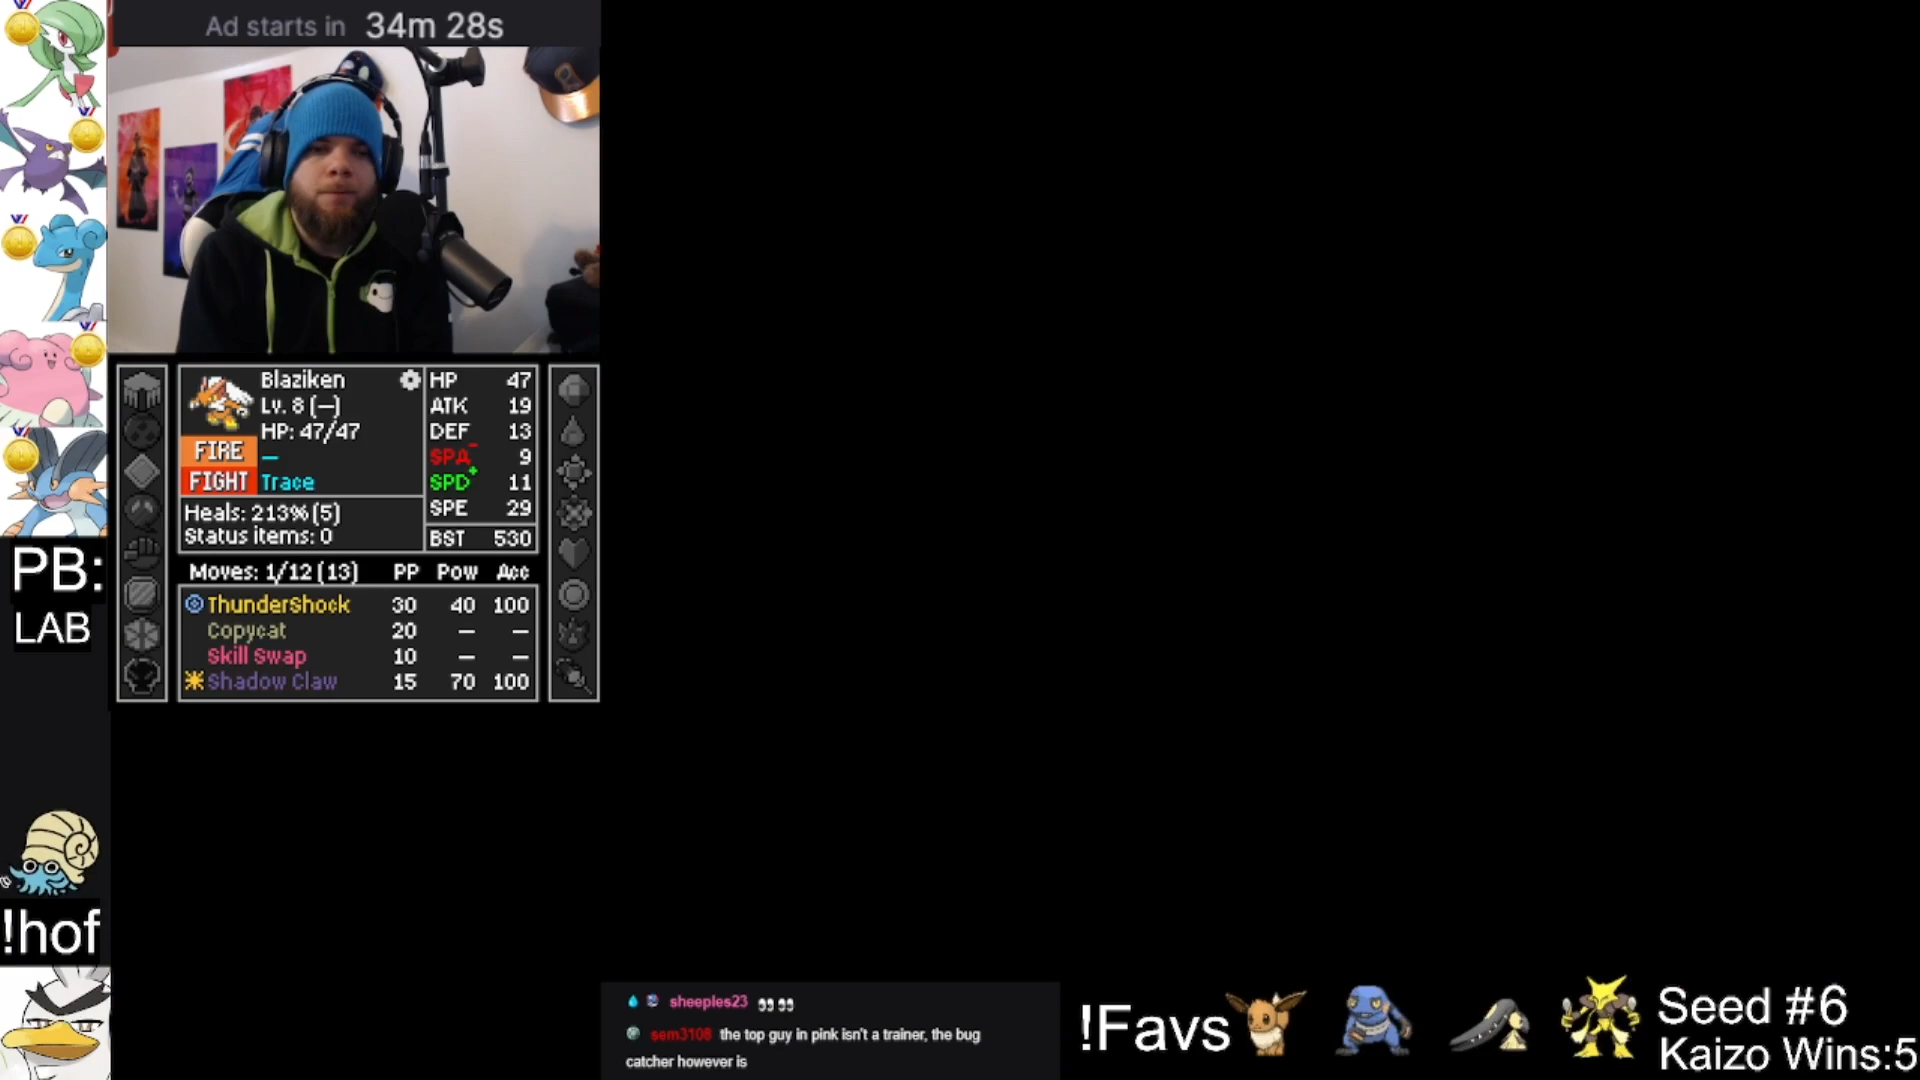 Ad starts in 34m 28s
Blaziken
Lv. 8 (—)
HP: 47/47
FIRE
—
FIGHT
Trace
Heals: 213% (5)
Status items: 0
HP 47
ATK 19
DEF 13
SPA - 9
SPD + 11
SPE 29
BST 530
Moves: 1/12 (13) PP Pow Acc
ThunderShock 30 40 100
Copycat 20 — —
Skill Swap 10 — —
Shadow Claw 15 70 100
PB:
LAB
!hof
sheeples23
sem3108 the top guy in pink isn't a trainer, the bug
catcher however is
!Favs
Seed #6
Kaizo Wins:5